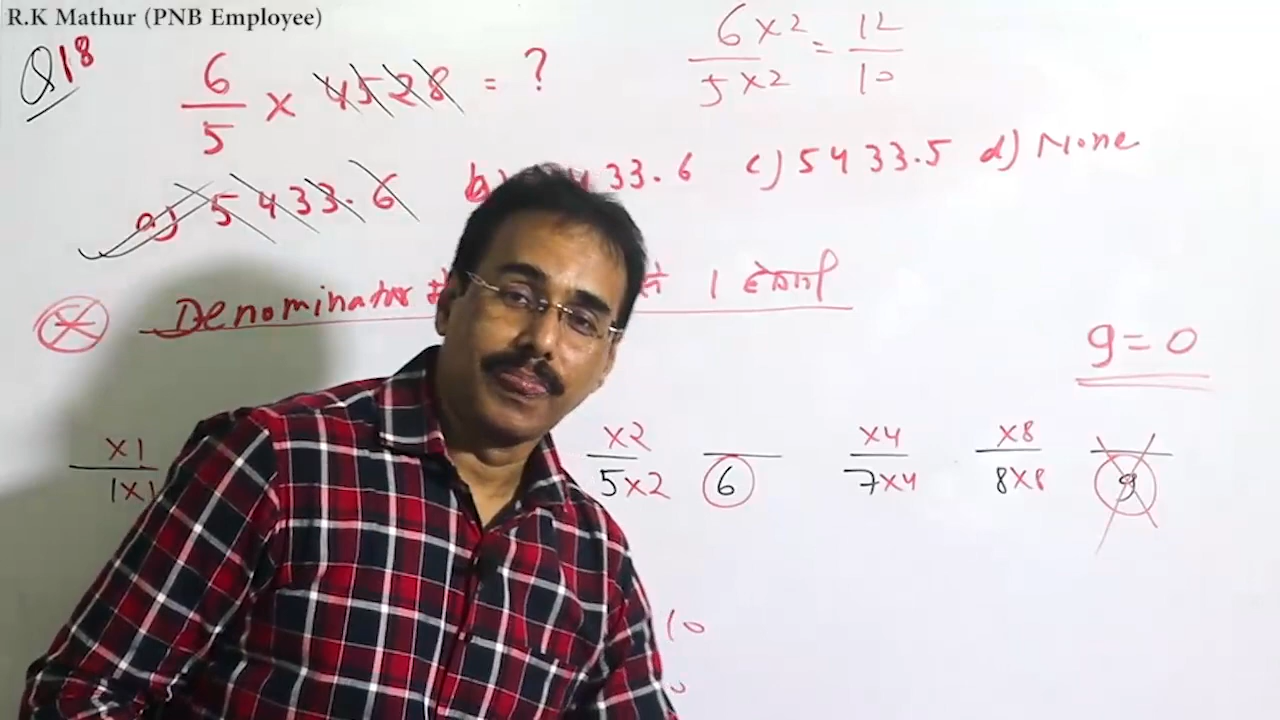 R.K Mathur (PNB Employee)
Q18
6/5 × 4528 = ?
6×2/5×2 = 12/10
a) 5433.6 b) 33.6 c) 5433.5 d) None
Denominator 1
9=0
×1/1×1 ×2/5×2 6 ×4/7×4 ×8/8×8 9
10